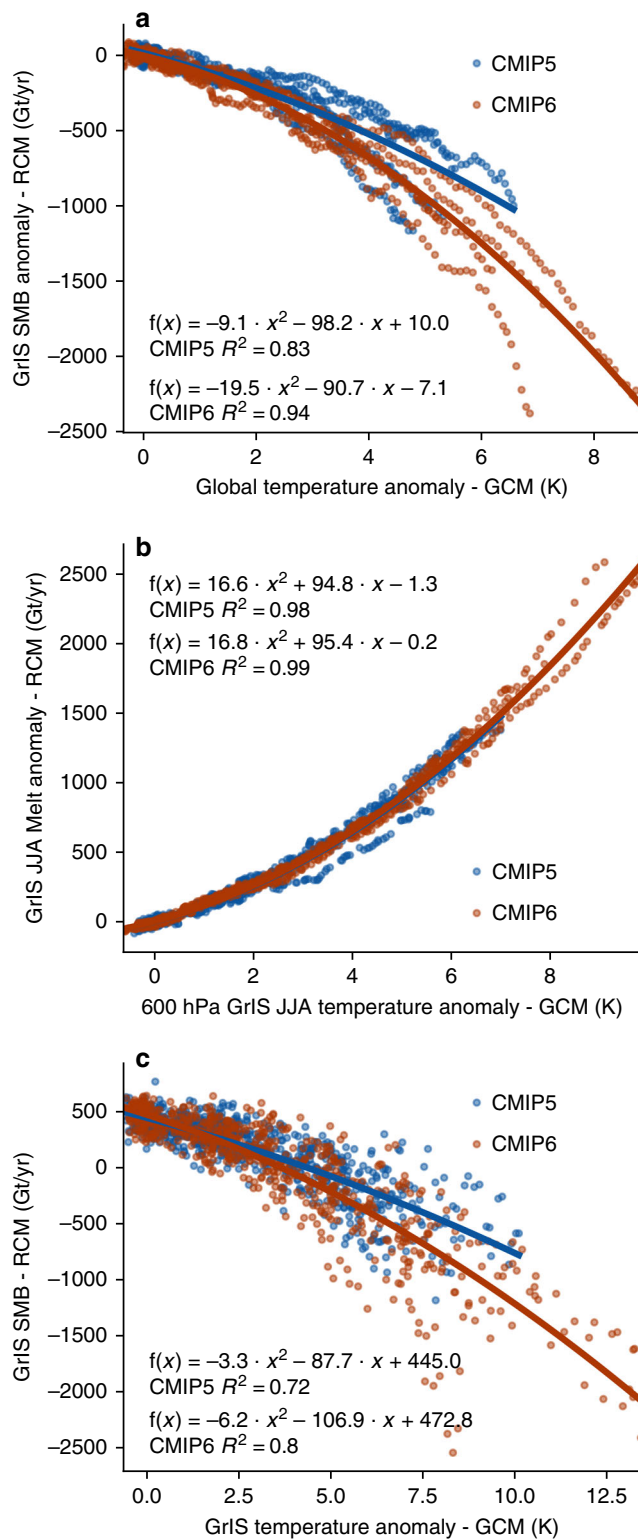 a
0
−500
−1000
−1500
−2000
−2500
GrIS SMB anomaly - RCM (Gt/yr)
CMIP5
CMIP6
f(x) = −9.1 · x² − 98.2 · x + 10.0
CMIP5 R² = 0.83
f(x) = −19.5 · x² − 90.7 · x − 7.1
CMIP6 R² = 0.94
0 2 4 6 8
Global temperature anomaly - GCM (K)
b
2500
2000
1500
1000
500
0
GrIS JJA Melt anomaly - RCM (Gt/yr)
f(x) = 16.6 · x² + 94.8 · x − 1.3
CMIP5 R² = 0.98
f(x) = 16.8 · x² + 95.4 · x − 0.2
CMIP6 R² = 0.99
CMIP5
CMIP6
0 2 4 6 8
600 hPa GrIS JJA temperature anomaly - GCM (K)
c
500
0
−500
−1000
−1500
−2000
−2500
GrIS SMB - RCM (Gt/yr)
CMIP5
CMIP6
f(x) = −3.3 · x² − 87.7 · x + 445.0
CMIP5 R² = 0.72
f(x) = −6.2 · x² − 106.9 · x + 472.8
CMIP6 R² = 0.8
0.0 2.5 5.0 7.5 10.0 12.5
GrIS temperature anomaly - GCM (K)